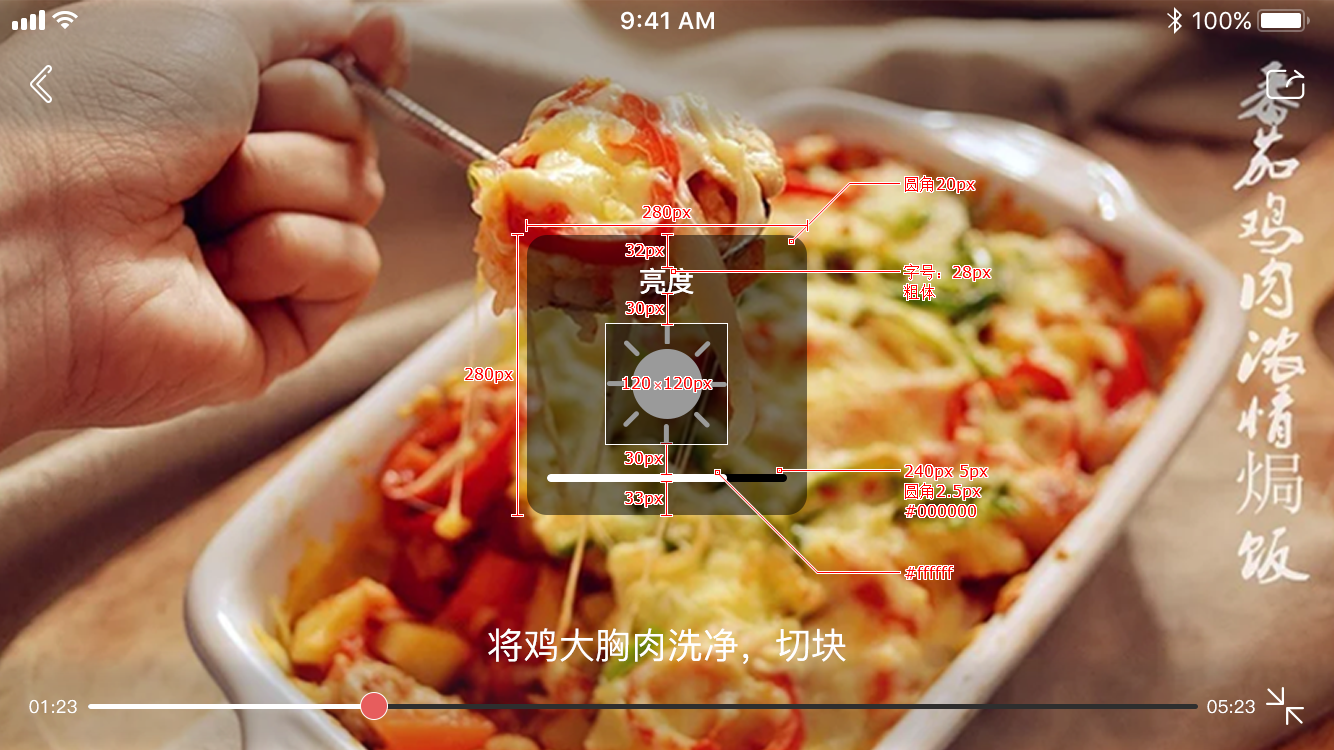 9:41 AM
100%
番茄鸡肉浓情焗饭
圆角20px
280px
32px
亮度
字号：28px
粗体
30px
280px
120×120px
30px
240px 5px
圆角2.5px
#000000
33px
#ffffff
将鸡大胸肉洗净，切块
01:23
05:23